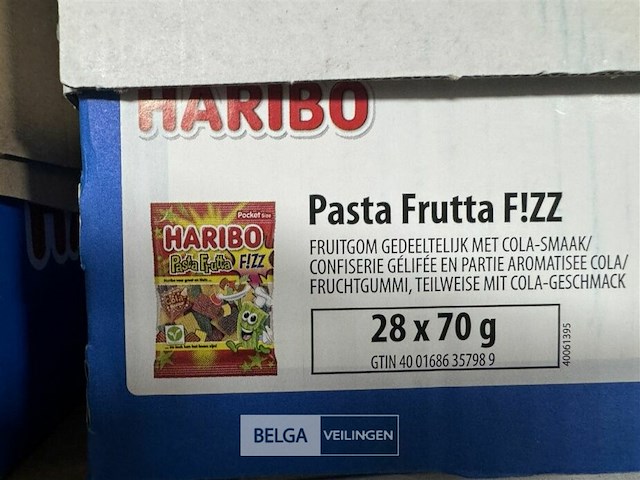 HARIBO
Pocket Size
HARIBO
Pasta Frutta F!ZZ
Pasta Frutta F!ZZ
FRUITGOM GEDEELTELIJK MET COLA-SMAAK/
CONFISERIE GÉLIFÉE EN PARTIE AROMATISEE COLA/
FRUCHTGUMMI, TEILWEISE MIT COLA-GESCHMACK
28 x 70 g
GTIN 40 01686 35798 9
40061395
BELGA VEILINGEN